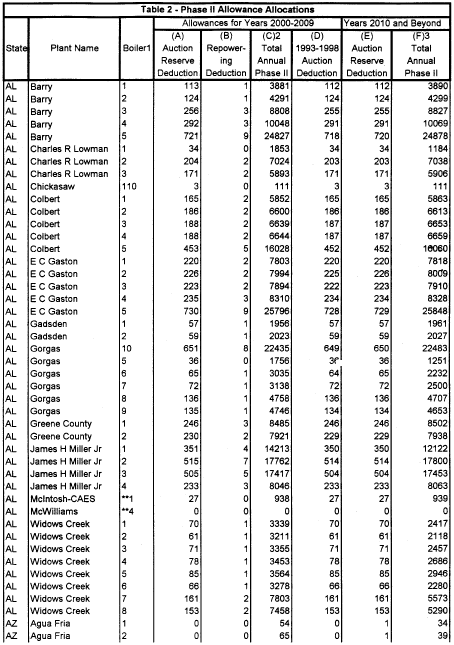 Table 2 - Phase II Allowance Allocations
Allowances for Years 2000-2009 Years 2010 and Beyond
(A) (B) (C)2 (D) (E) (F)3
Auction Repower- Total 1993-1998 Auction Total
State Plant Name Boiler1 Reserve ing Annual Auction Reserve Annual
Deduction Deduction Phase II Deduction Deduction Phase II
AL Barry 1 113 1 3881 112 112 3890
AL Barry 2 124 1 4291 124 124 4299
AL Barry 3 256 3 8808 255 255 8827
AL Barry 4 292 3 10048 291 291 10069
AL Barry 5 721 9 24827 718 720 24878
AL Charles R Lowman 1 34 0 1853 34 34 1184
AL Charles R Lowman 2 204 2 7024 203 203 7038
AL Charles R Lowman 3 171 2 5893 171 171 5906
AL Chickasaw 110 3 0 111 3 3 111
AL Colbert 1 165 2 5852 165 165 5863
AL Colbert 2 186 2 6600 186 186 6613
AL Colbert 3 188 2 6639 187 187 6653
AL Colbert 4 188 2 6644 187 187 6659
AL Colbert 5 453 5 16028 452 452 16060
AL E C Gaston 1 220 2 7803 220 220 7818
AL E C Gaston 2 226 2 7994 225 226 8009
AL E C Gaston 3 223 2 7894 222 223 7910
AL E C Gaston 4 235 3 8310 234 234 8328
AL E C Gaston 5 730 9 25796 728 729 25848
AL Gadsden 1 57 1 1956 57 57 1961
AL Gadsden 2 59 1 2023 59 59 2027
AL Gorgas 10 651 8 22435 649 650 22483
AL Gorgas 5 36 0 1756 36 36 1251
AL Gorgas 6 65 1 3035 64 65 2232
AL Gorgas 7 72 1 3138 72 72 2500
AL Gorgas 8 136 1 4758 136 136 4707
AL Gorgas 9 135 1 4746 134 134 4653
AL Greene County 1 246 3 8485 246 246 8502
AL Greene County 2 230 2 7921 229 229 7938
AL James H Miller Jr 1 351 4 14213 350 350 12122
AL James H Miller Jr 2 515 7 17762 514 514 17800
AL James H Miller Jr 3 505 5 17417 504 504 17453
AL James H Miller Jr 4 233 3 8046 233 233 8063
AL McIntosh-CAES **1 27 0 938 27 27 939
AL McWilliams **4 0 0 0 0 0 0
AL Widows Creek 1 70 1 3339 70 70 2417
AL Widows Creek 2 61 1 3211 61 61 2118
AL Widows Creek 3 71 1 3355 71 71 2457
AL Widows Creek 4 78 1 3453 78 78 2686
AL Widows Creek 5 85 1 3564 85 85 2946
AL Widows Creek 6 66 1 3278 66 66 2280
AL Widows Creek 7 161 2 7803 161 161 5573
AL Widows Creek 8 153 2 7458 153 153 5290
AZ Agua Fria 1 0 0 54 0 1 34
AZ Agua Fria 2 0 0 65 0 1 39